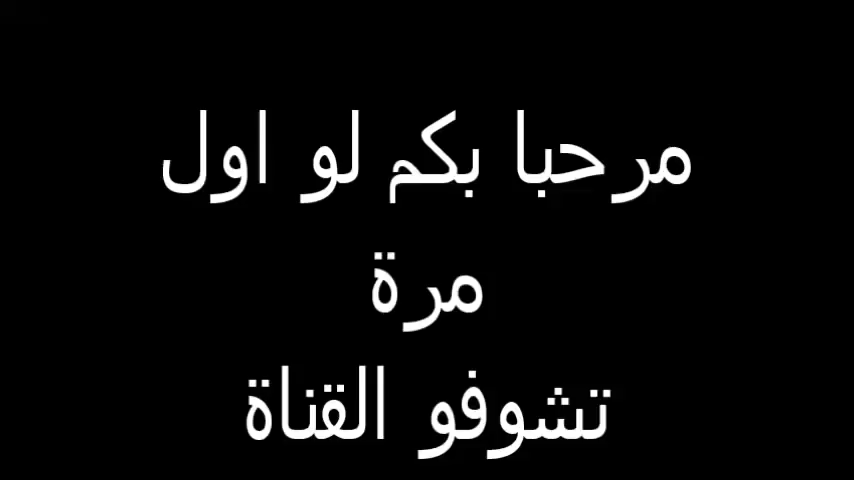 مرحبا بكم لو اول
مرة
تشوفو القناة